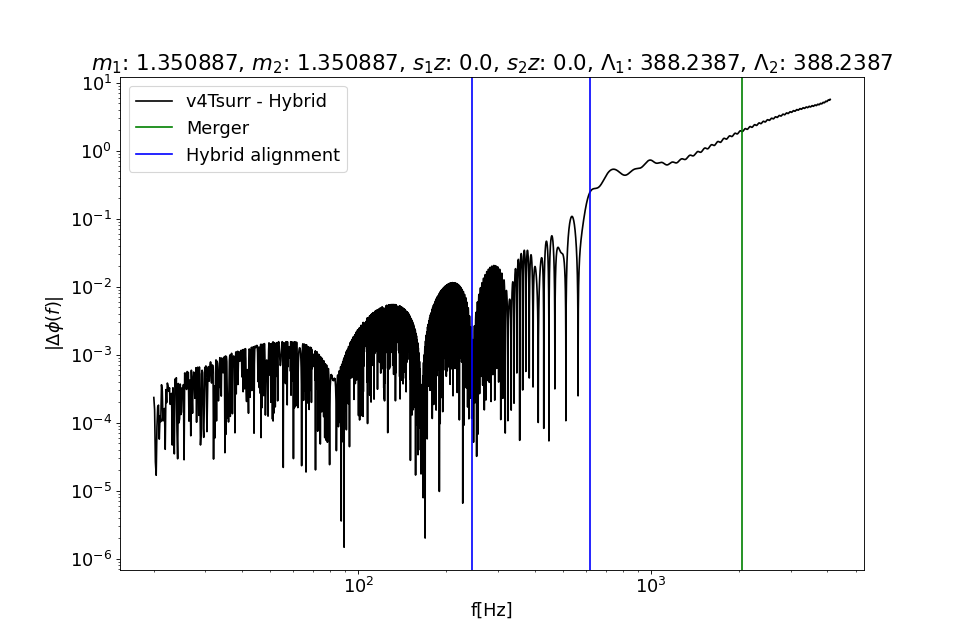 m₁: 1.350887, m₂: 1.350887, s₁z: 0.0, s₂z: 0.0, Λ₁: 388.2387, Λ₂: 388.2387
v4Tsurr - Hybrid
Merger
Hybrid alignment
10¹
10⁰
10⁻¹
10⁻²
10⁻³
10⁻⁴
10⁻⁵
10⁻⁶
|Δϕ(f)|
10² 10³
f[Hz]